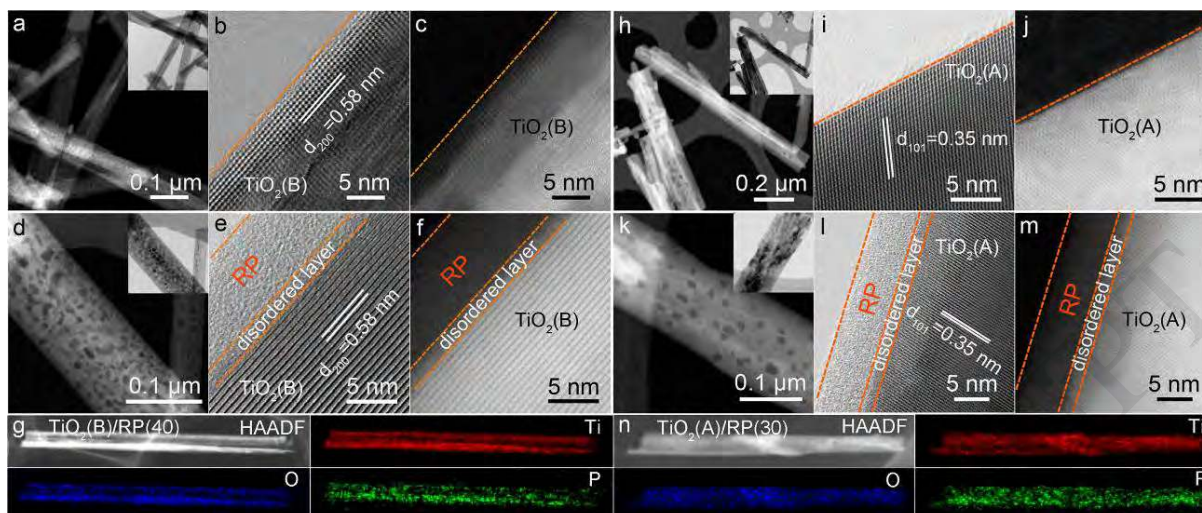 a
0.1 μm
b
d₂₀₀=0.58 nm
TiO₂(B)
5 nm
c
TiO₂(B)
5 nm
h
0.2 μm
i
TiO₂(A)
d₁₀₁=0.35 nm
5 nm
j
TiO₂(A)
5 nm
d
0.1 μm
e
RP
disordered layer
d₂₀₀=0.58 nm
TiO₂(B)
5 nm
f
RP
disordered layer
TiO₂(B)
5 nm
k
0.1 μm
l
TiO₂(A)
RP
disordered layer
d₁₀₁=0.35 nm
5 nm
m
RP
disordered layer
TiO₂(A)
5 nm
g
TiO₂(B)/RP(40)
HAADF
Ti
n
TiO₂(A)/RP(30)
HAADF
O
P
O